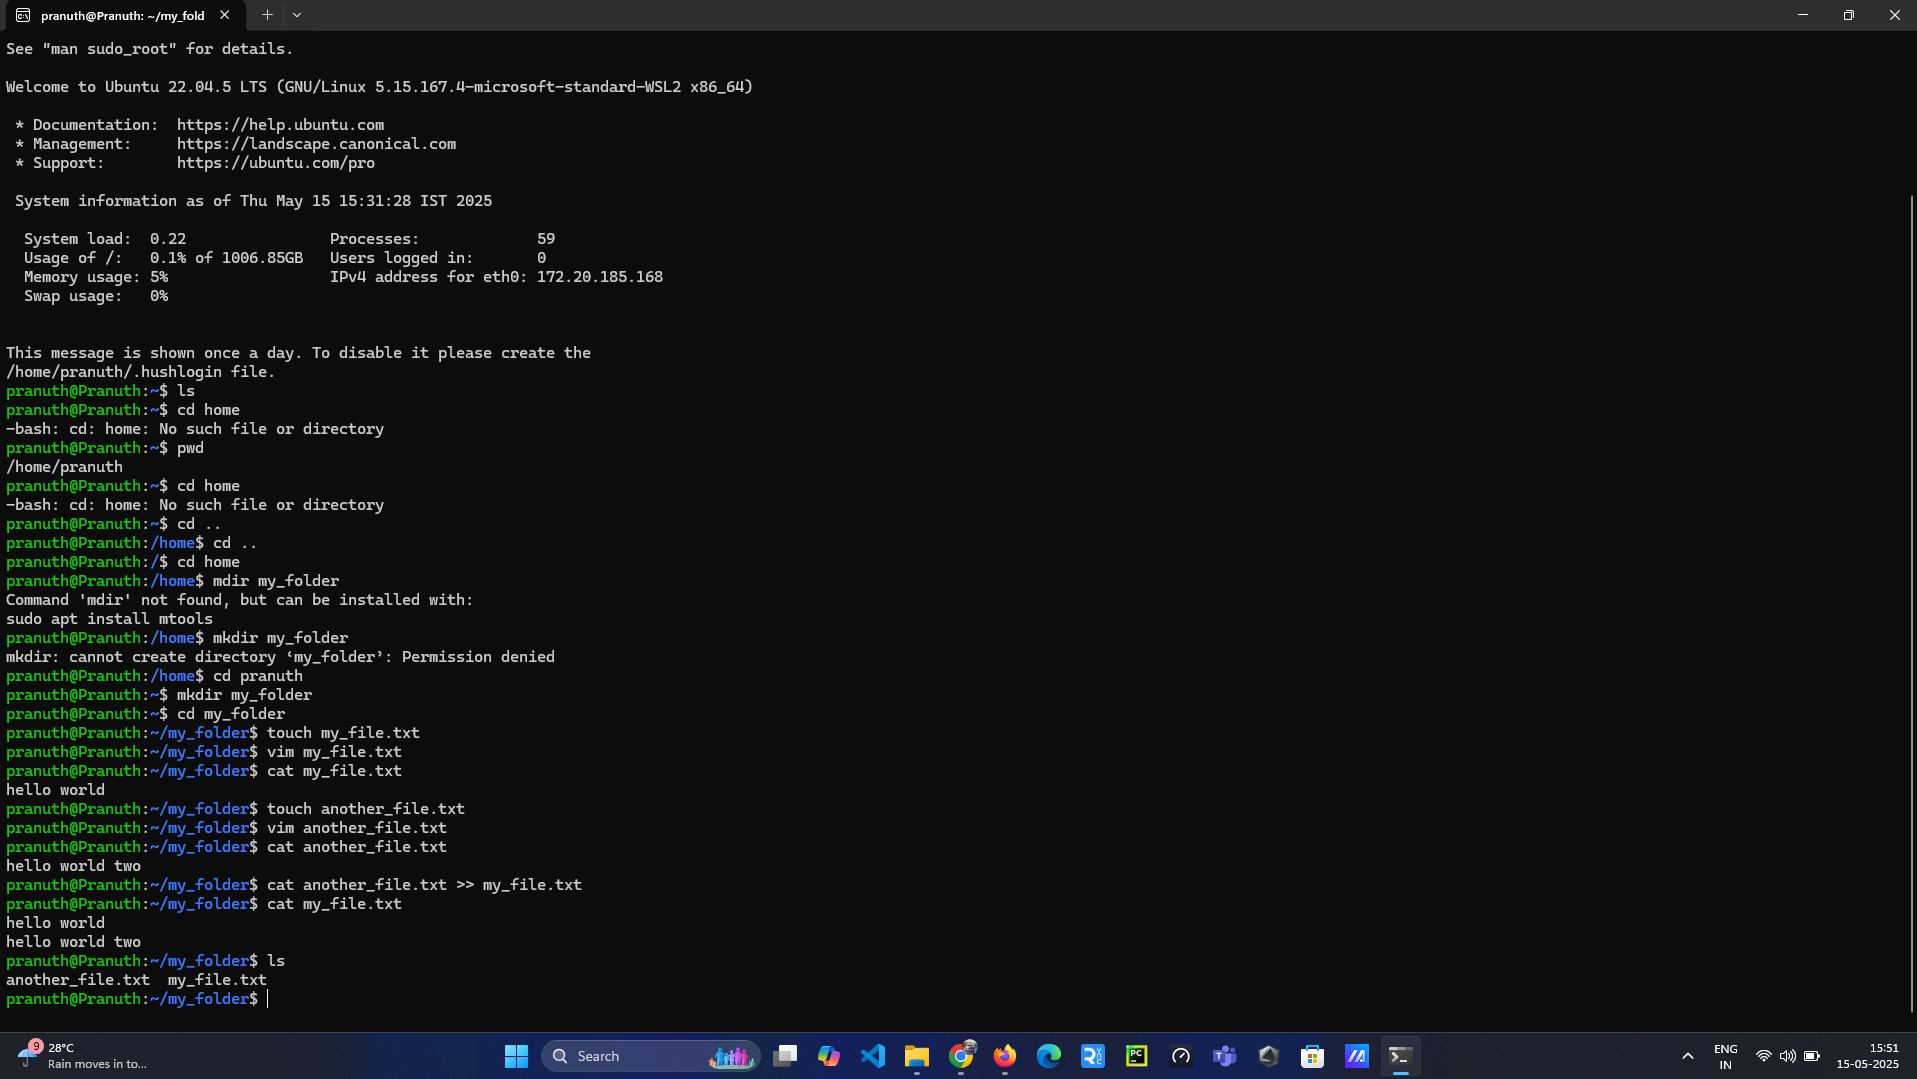 pranuth@Pranuth: ~/my_fold
See "man sudo_root" for details.
Welcome to Ubuntu 22.04.5 LTS (GNU/Linux 5.15.167.4-microsoft-standard-WSL2 x86_64)
* Documentation:  https://help.ubuntu.com
* Management:     https://landscape.canonical.com
* Support:        https://ubuntu.com/pro
System information as of Thu May 15 15:31:28 IST 2025
System load:  0.22                  Processes:             59
Usage of /:   0.1% of 1006.85GB   Users logged in:       0
Memory usage: 5%                  IPv4 address for eth0: 172.20.185.168
Swap usage:   0%
This message is shown once a day. To disable it please create the
/home/pranuth/.hushlogin file.
pranuth@Pranuth:~$ ls
pranuth@Pranuth:~$ cd home
-bash: cd: home: No such file or directory
pranuth@Pranuth:~$ pwd
/home/pranuth
pranuth@Pranuth:~$ cd home
-bash: cd: home: No such file or directory
pranuth@Pranuth:~$ cd ..
pranuth@Pranuth:/home$ cd ..
pranuth@Pranuth:/$ cd home
pranuth@Pranuth:/home$ mdir my_folder
Command 'mdir' not found, but can be installed with:
sudo apt install mtools
pranuth@Pranuth:/home$ mkdir my_folder
mkdir: cannot create directory ‘my_folder’: Permission denied
pranuth@Pranuth:/home$ cd pranuth
pranuth@Pranuth:~$ mkdir my_folder
pranuth@Pranuth:~$ cd my_folder
pranuth@Pranuth:~/my_folder$ touch my_file.txt
pranuth@Pranuth:~/my_folder$ vim my_file.txt
pranuth@Pranuth:~/my_folder$ cat my_file.txt
hello world
pranuth@Pranuth:~/my_folder$ touch another_file.txt
pranuth@Pranuth:~/my_folder$ vim another_file.txt
pranuth@Pranuth:~/my_folder$ cat another_file.txt
hello world two
pranuth@Pranuth:~/my_folder$ cat another_file.txt >> my_file.txt
pranuth@Pranuth:~/my_folder$ cat my_file.txt
hello world
hello world two
pranuth@Pranuth:~/my_folder$ ls
another_file.txt  my_file.txt
pranuth@Pranuth:~/my_folder$
9
28°C
Rain moves in to...
Search
ENG
IN
15:51
15-05-2025